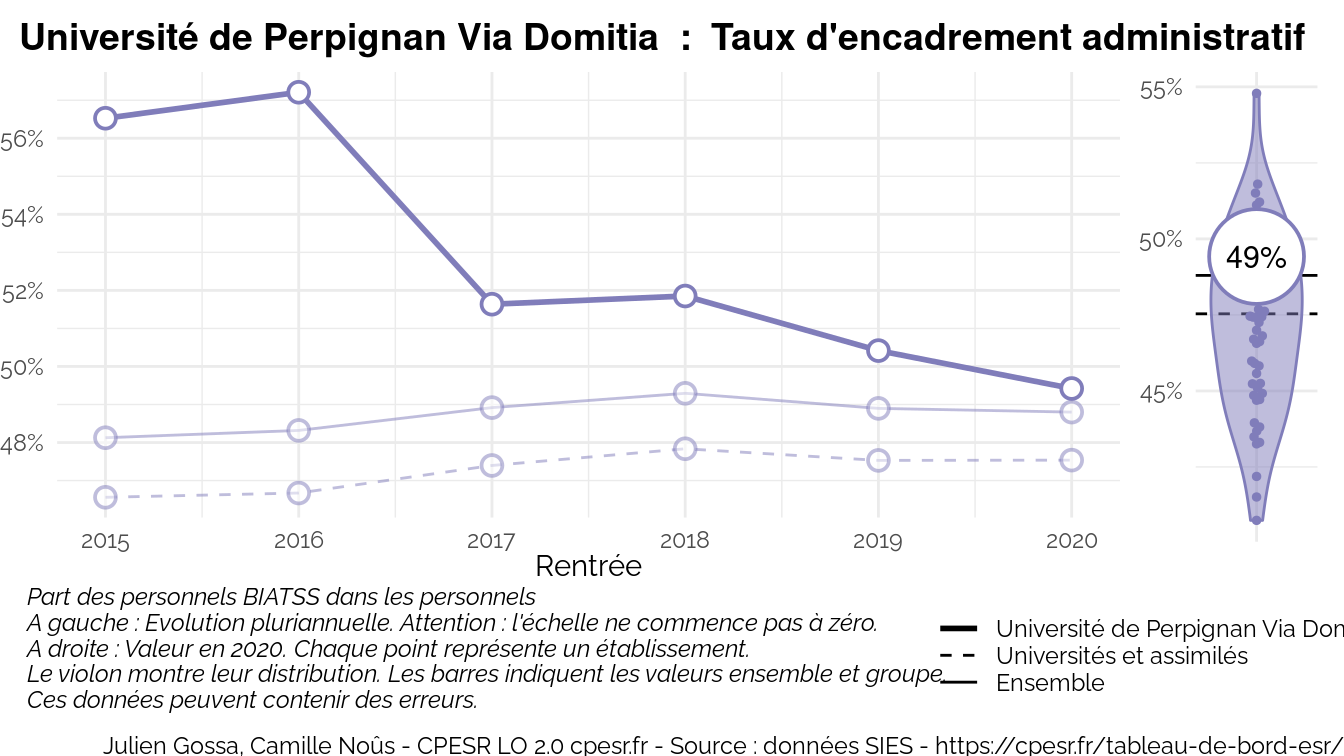 Université de Perpignan Via Domitia : Taux d'encadrement administratif
56%
54%
52%
50%
48%
2015 2016 2017 2018 2019 2020
Rentrée
55%
50%
45%
49%
Part des personnels BIATSS dans les personnels
A gauche : Evolution pluriannuelle. Attention : l'échelle ne commence pas à zéro.
A droite : Valeur en 2020. Chaque point représente un établissement.
Le violon montre leur distribution. Les barres indiquent les valeurs ensemble et groupe.
Ces données peuvent contenir des erreurs.
Université de Perpignan Via Dom
Universités et assimilés
Ensemble
Julien Gossa, Camille Noûs - CPESR LO 2.0 cpesr.fr - Source : données SIES - https://cpesr.fr/tableau-de-bord-esr/